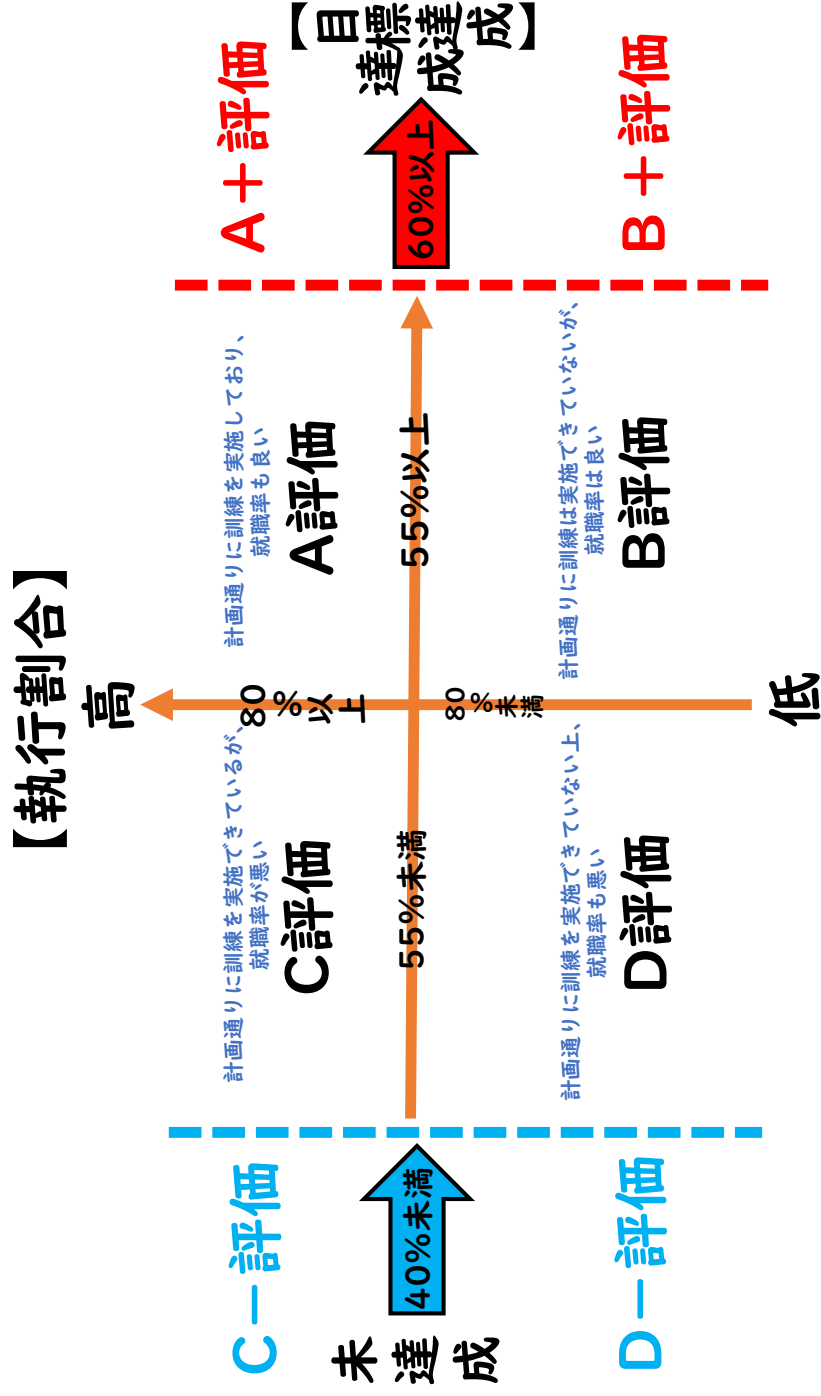 【執行割合】
高
C－評価
計画通りに訓練を実施できているが、
就職率が悪い
C評価
80%以上
計画通りに訓練を実施しており、
就職率も良い
A評価
A＋評価
未達成
40%未満
55%未満
55%以上
60%以上
達成
【目標達成】
80%未満
D－評価
計画通りに訓練を実施できていない上、
就職率も悪い
D評価
計画通りに訓練は実施できていないが、
就職率は良い
B評価
B＋評価
低